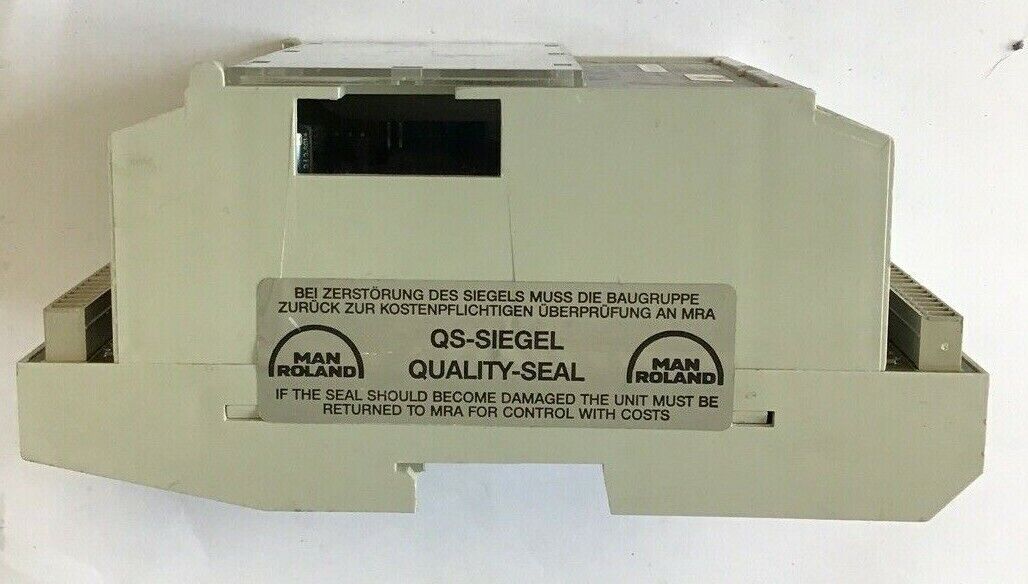 BEI ZERSTÖRUNG DES SIEGELS MUSS DIE BAUGRUPPE
ZURÜCK ZUR KOSTENPFLICHTIGEN ÜBERPRÜFUNG AN MRA
QS-SIEGEL
QUALITY-SEAL
MAN
ROLAND
MAN
ROLAND
IF THE SEAL SHOULD BECOME DAMAGED THE UNIT MUST BE
RETURNED TO MRA FOR CONTROL WITH COSTS